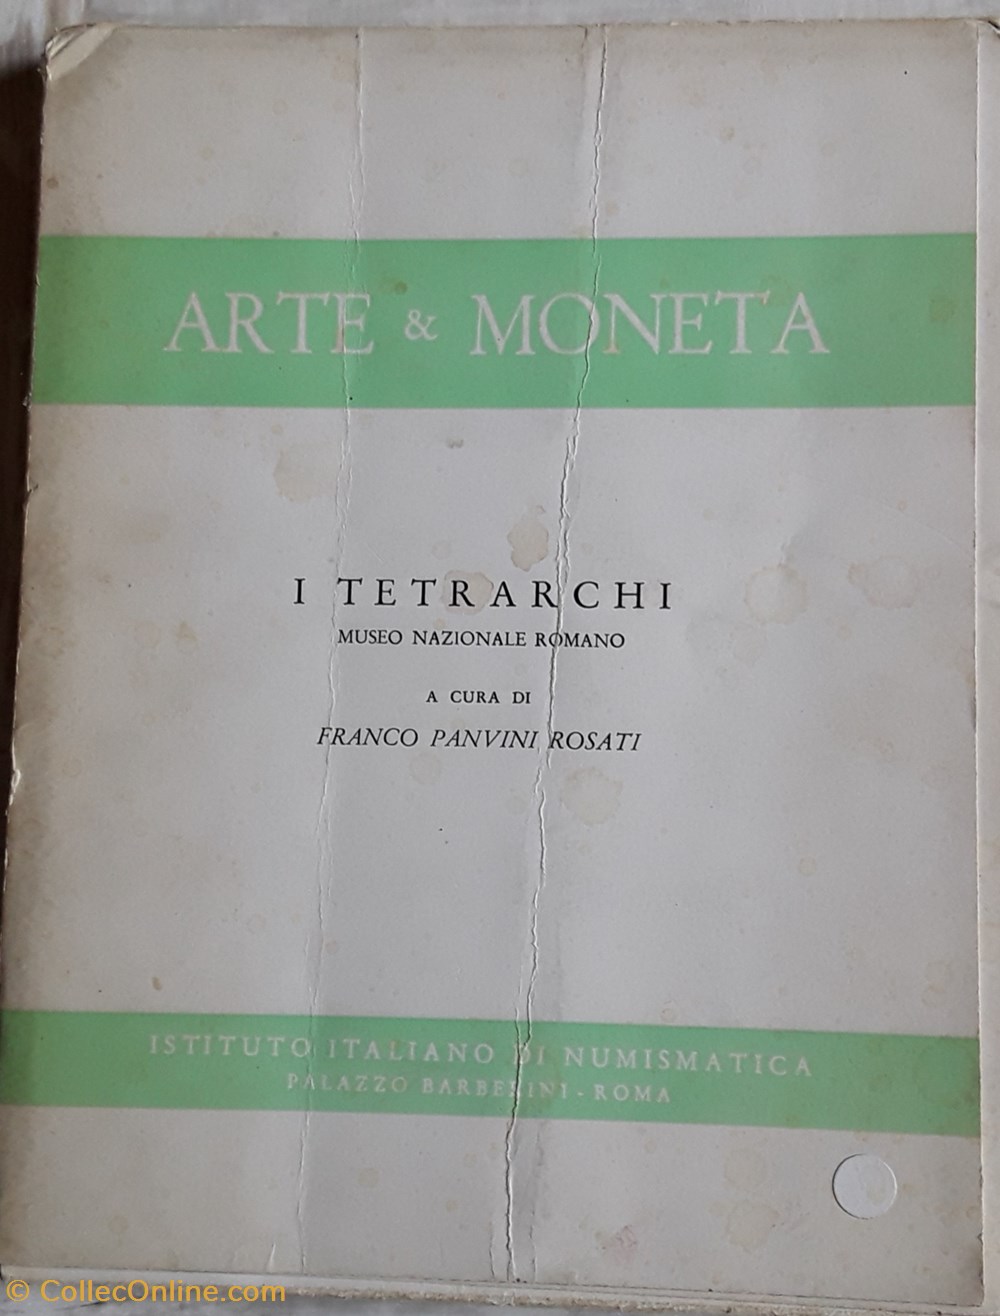 ARTE & MONETA
I TETRARCHI
MUSEO NAZIONALE ROMANO
A CURA DI
FRANCO PANVINI ROSATI
ISTITUTO ITALIANO DI NUMISMATICA
PALAZZO BARBERINI - ROMA
© CollecOnline.com